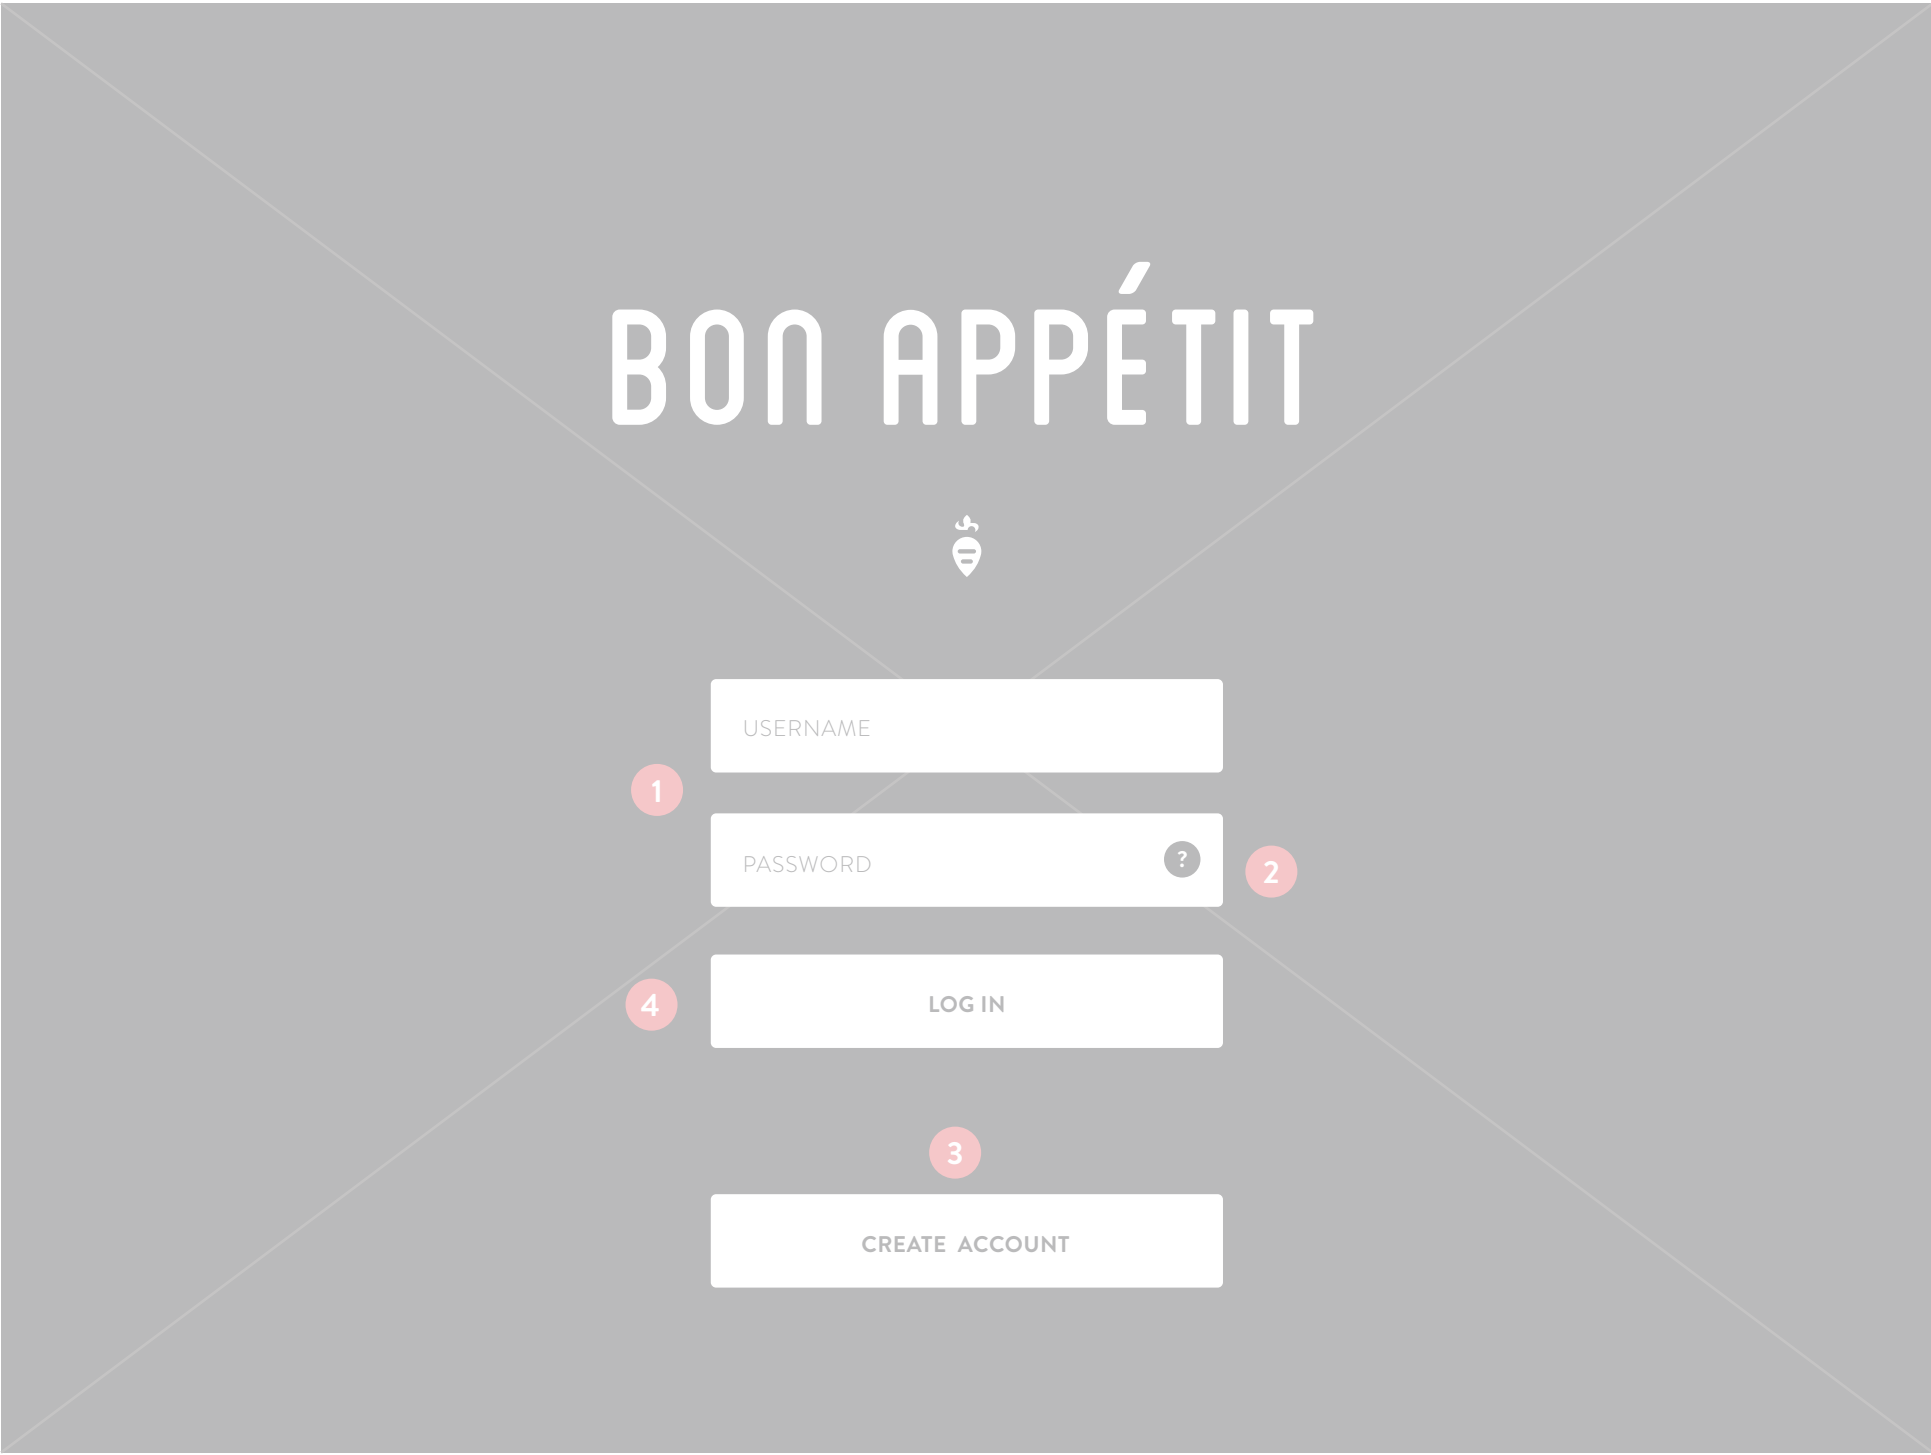 BON APPÉTIT
USERNAME
1
PASSWORD
?
2
4
LOG IN
3
CREATE ACCOUNT